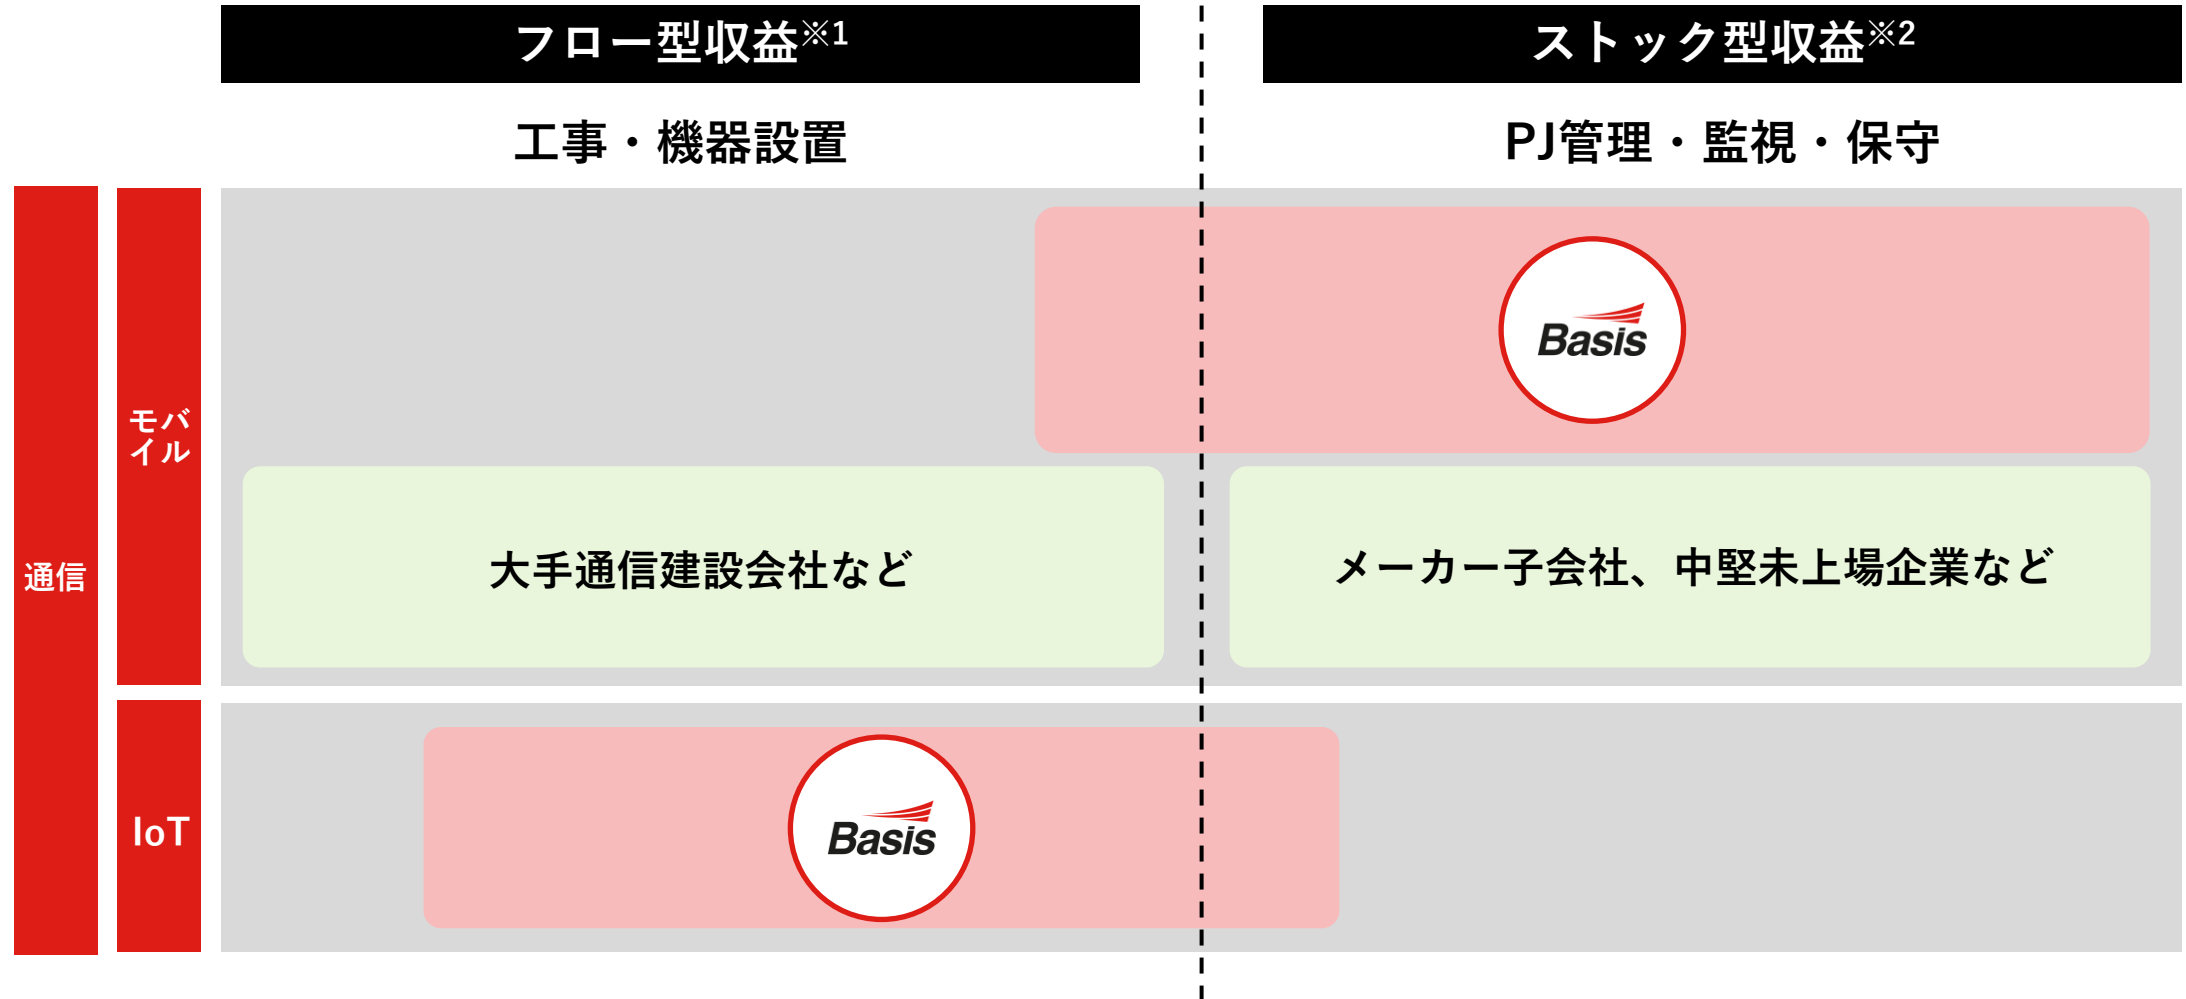 フロー型収益※1
ストック型収益※2
工事・機器設置
PJ管理・監視・保守
通信
モバ
イル
Basis
大手通信建設会社など
メーカー子会社、中堅未上場企業など
IoT
Basis